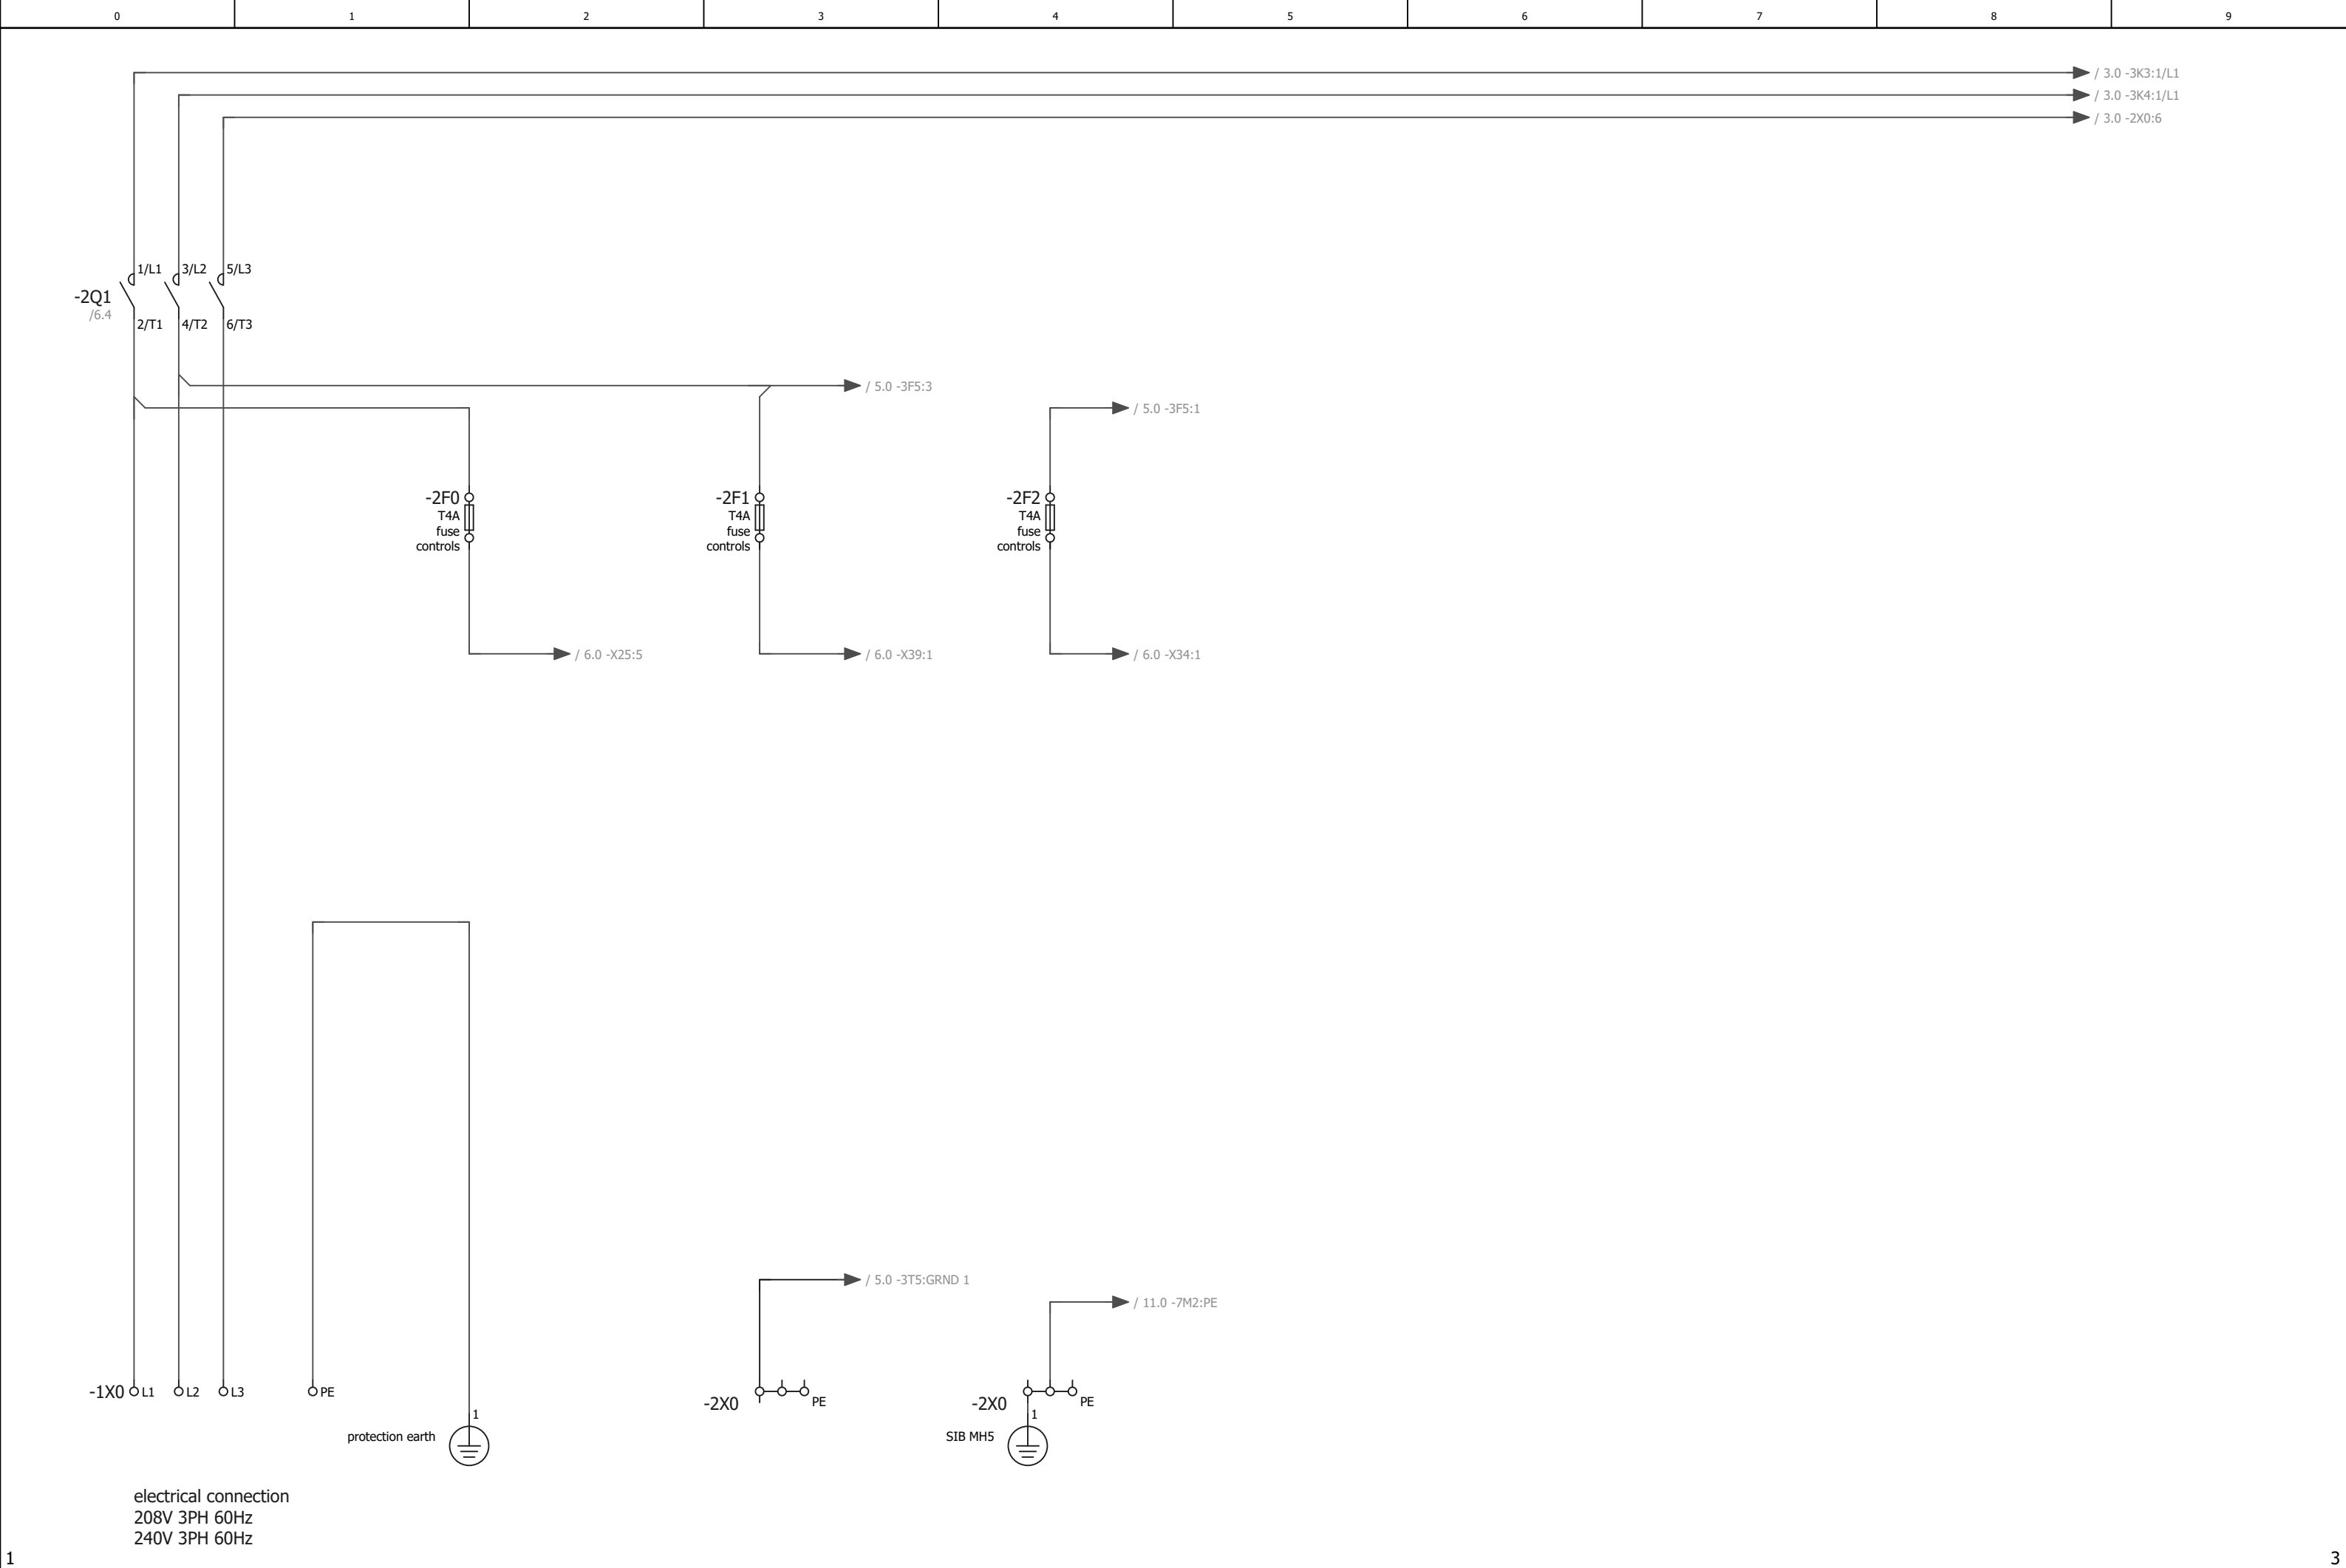 0 1 2 3 4 5 6 7 8 9
/ 3.0 -3K3:1/L1
/ 3.0 -3K4:1/L1
/ 3.0 -2X0:6
1/L1 3/L2 5/L3
-2Q1
/6.4
2/T1 4/T2 6/T3
/ 5.0 -3F5:3
/ 5.0 -3F5:1
-2F0
T4A
fuse
controls
-2F1
T4A
fuse
controls
-2F2
T4A
fuse
controls
/ 6.0 -X25:5
/ 6.0 -X39:1
/ 6.0 -X34:1
/ 5.0 -3T5:GRND 1
/ 11.0 -7M2:PE
-1X0 L1 L2 L3 PE
-2X0 PE
-2X0 PE
1
protection earth
1
SIB MH5
electrical connection
208V 3PH 60Hz
240V 3PH 60Hz
1
3